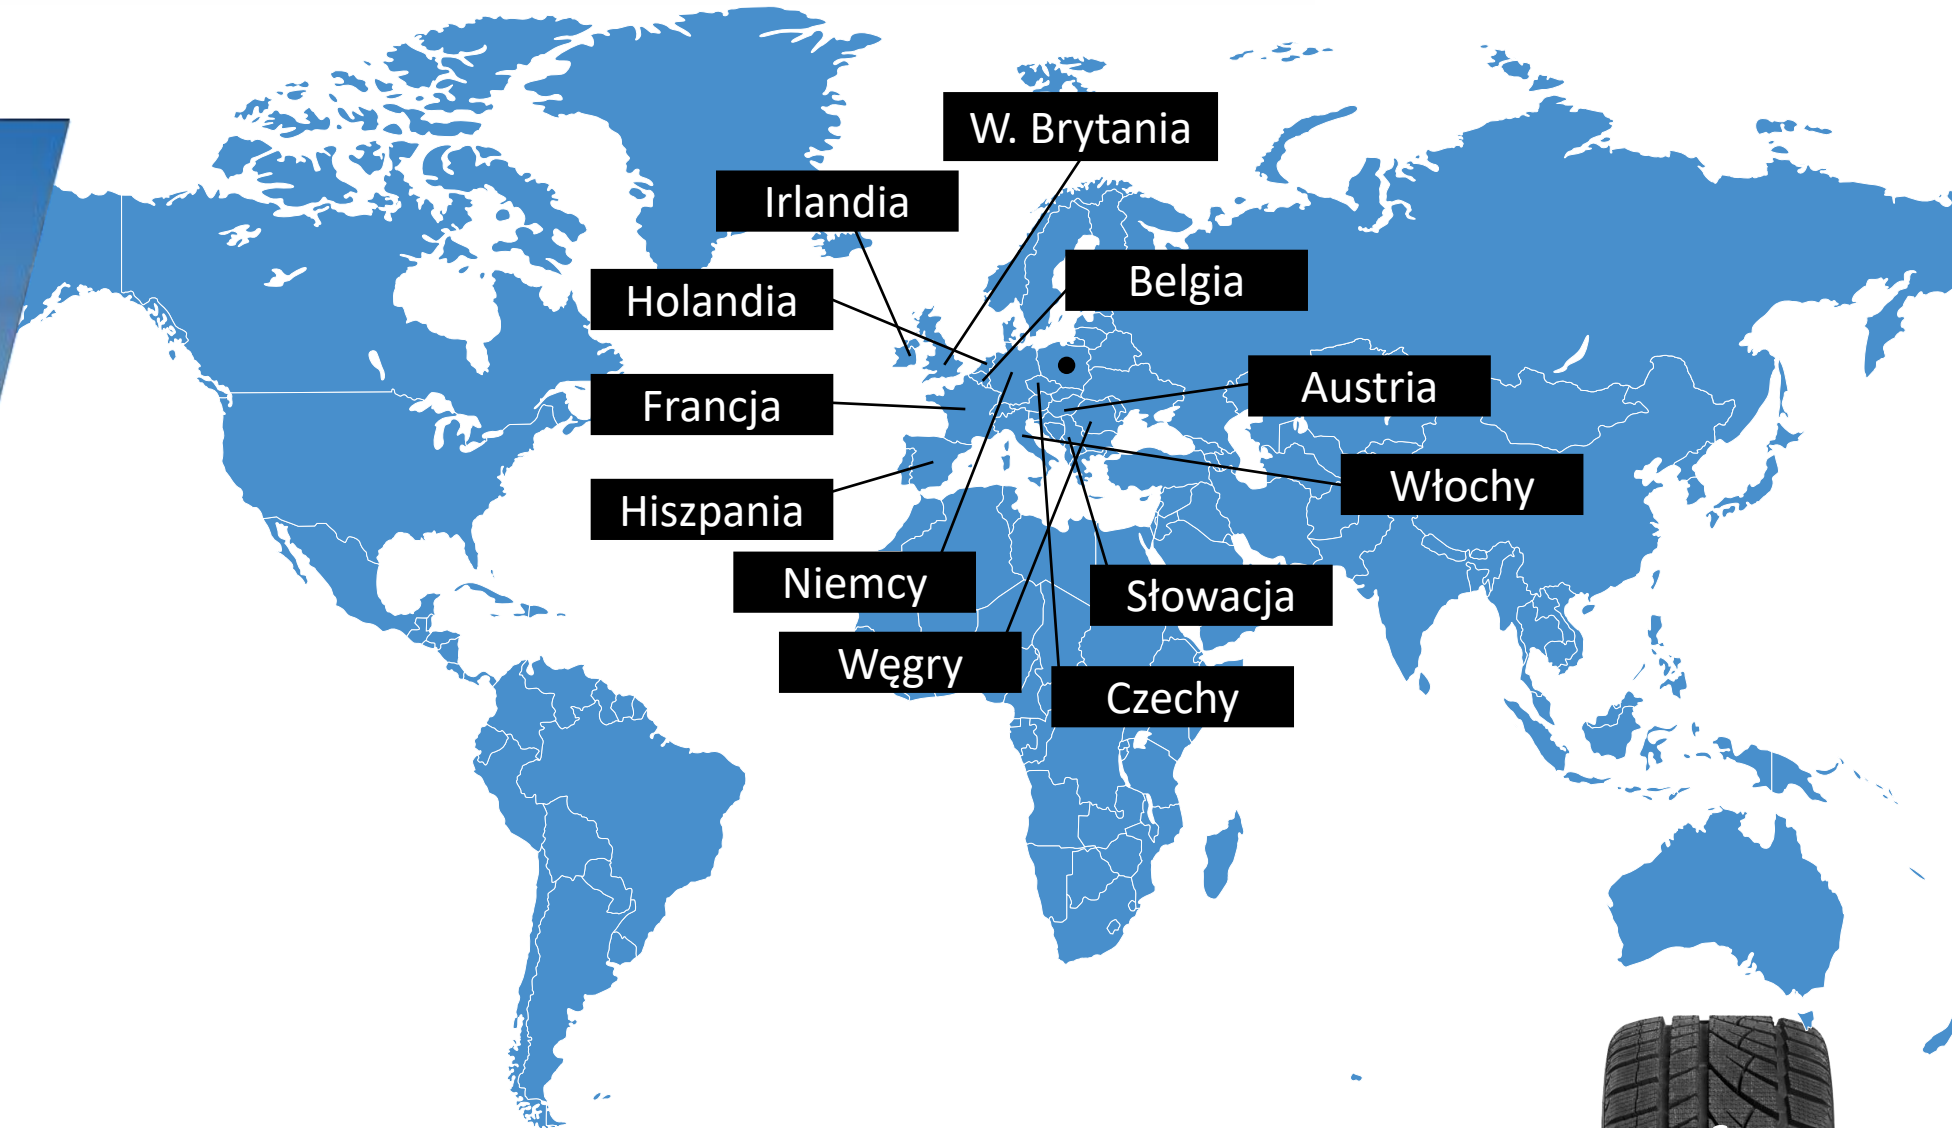 W. Brytania
Irlandia
Belgia
Holandia
Austria
Francja
Włochy
Hiszpania
Niemcy
Słowacja
Węgry
Czechy